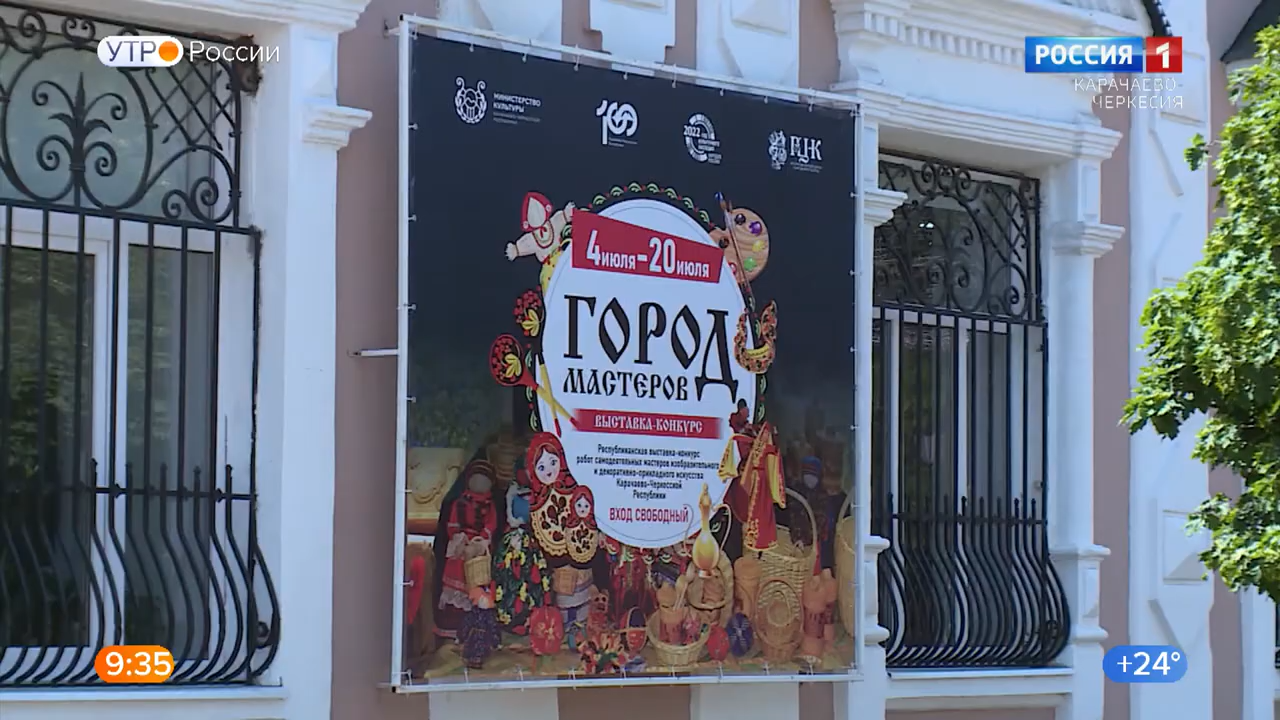 УТРО России
РОССИЯ 1
КАРАЧАЕВО-
ЧЕРКЕСИЯ
МИНИСТЕРСТВО
КУЛЬТУРЫ
100
2022
РЦНК
4 июля-20 июля
ГОРОД
МАСТЕРОВ
ВЫСТАВКА-КОНКУРС
Республиканская выставка-конкурс
работ самодеятельных мастеров изобразительного
и декоративно-прикладного искусства
Карачаево-Черкесской
Республики
ВХОД СВОБОДНЫЙ
9:35
+24°